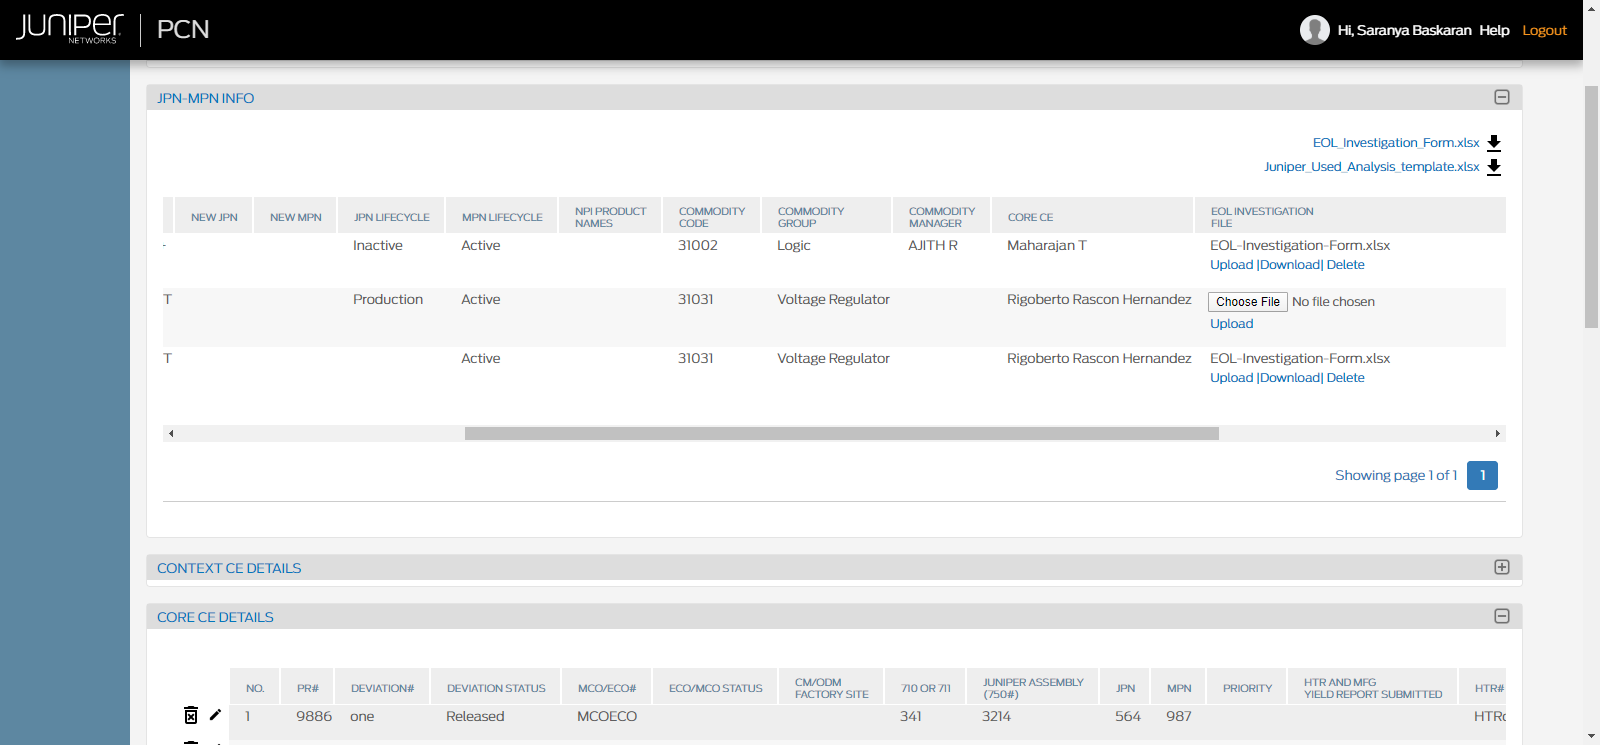 JUNIPER NETWORKS PCN Hi, Saranya Baskaran Help Logout
JPN-MPN INFO
EOL_Investigation_Form.xlsx
Juniper_Used_Analysis_template.xlsx
NEW JPN NEW MPN JPN LIFECYCLE MPN LIFECYCLE NPI PRODUCT NAMES COMMODITY CODE COMMODITY GROUP COMMODITY MANAGER CORE CE EOL INVESTIGATION FILE
- Inactive Active 31002 Logic AJITH R Maharajan T EOL-Investigation-Form.xlsx
Upload |Download| Delete
T Production Active 31031 Voltage Regulator Rigoberto Rascon Hernandez Choose File No file chosen
Upload
T Active 31031 Voltage Regulator Rigoberto Rascon Hernandez EOL-Investigation-Form.xlsx
Upload |Download| Delete
Showing page 1 of 1 1
CONTEXT CE DETAILS
CORE CE DETAILS
NO. PR# DEVIATION# DEVIATION STATUS MCO/ECO# ECO/MCO STATUS CM/ODM FACTORY SITE 710 OR 711 JUNIPER ASSEMBLY (750#) JPN MPN PRIORITY HTR AND MFG YIELD REPORT SUBMITTED HTR#
1 9886 one Released MCOECO 341 3214 564 987